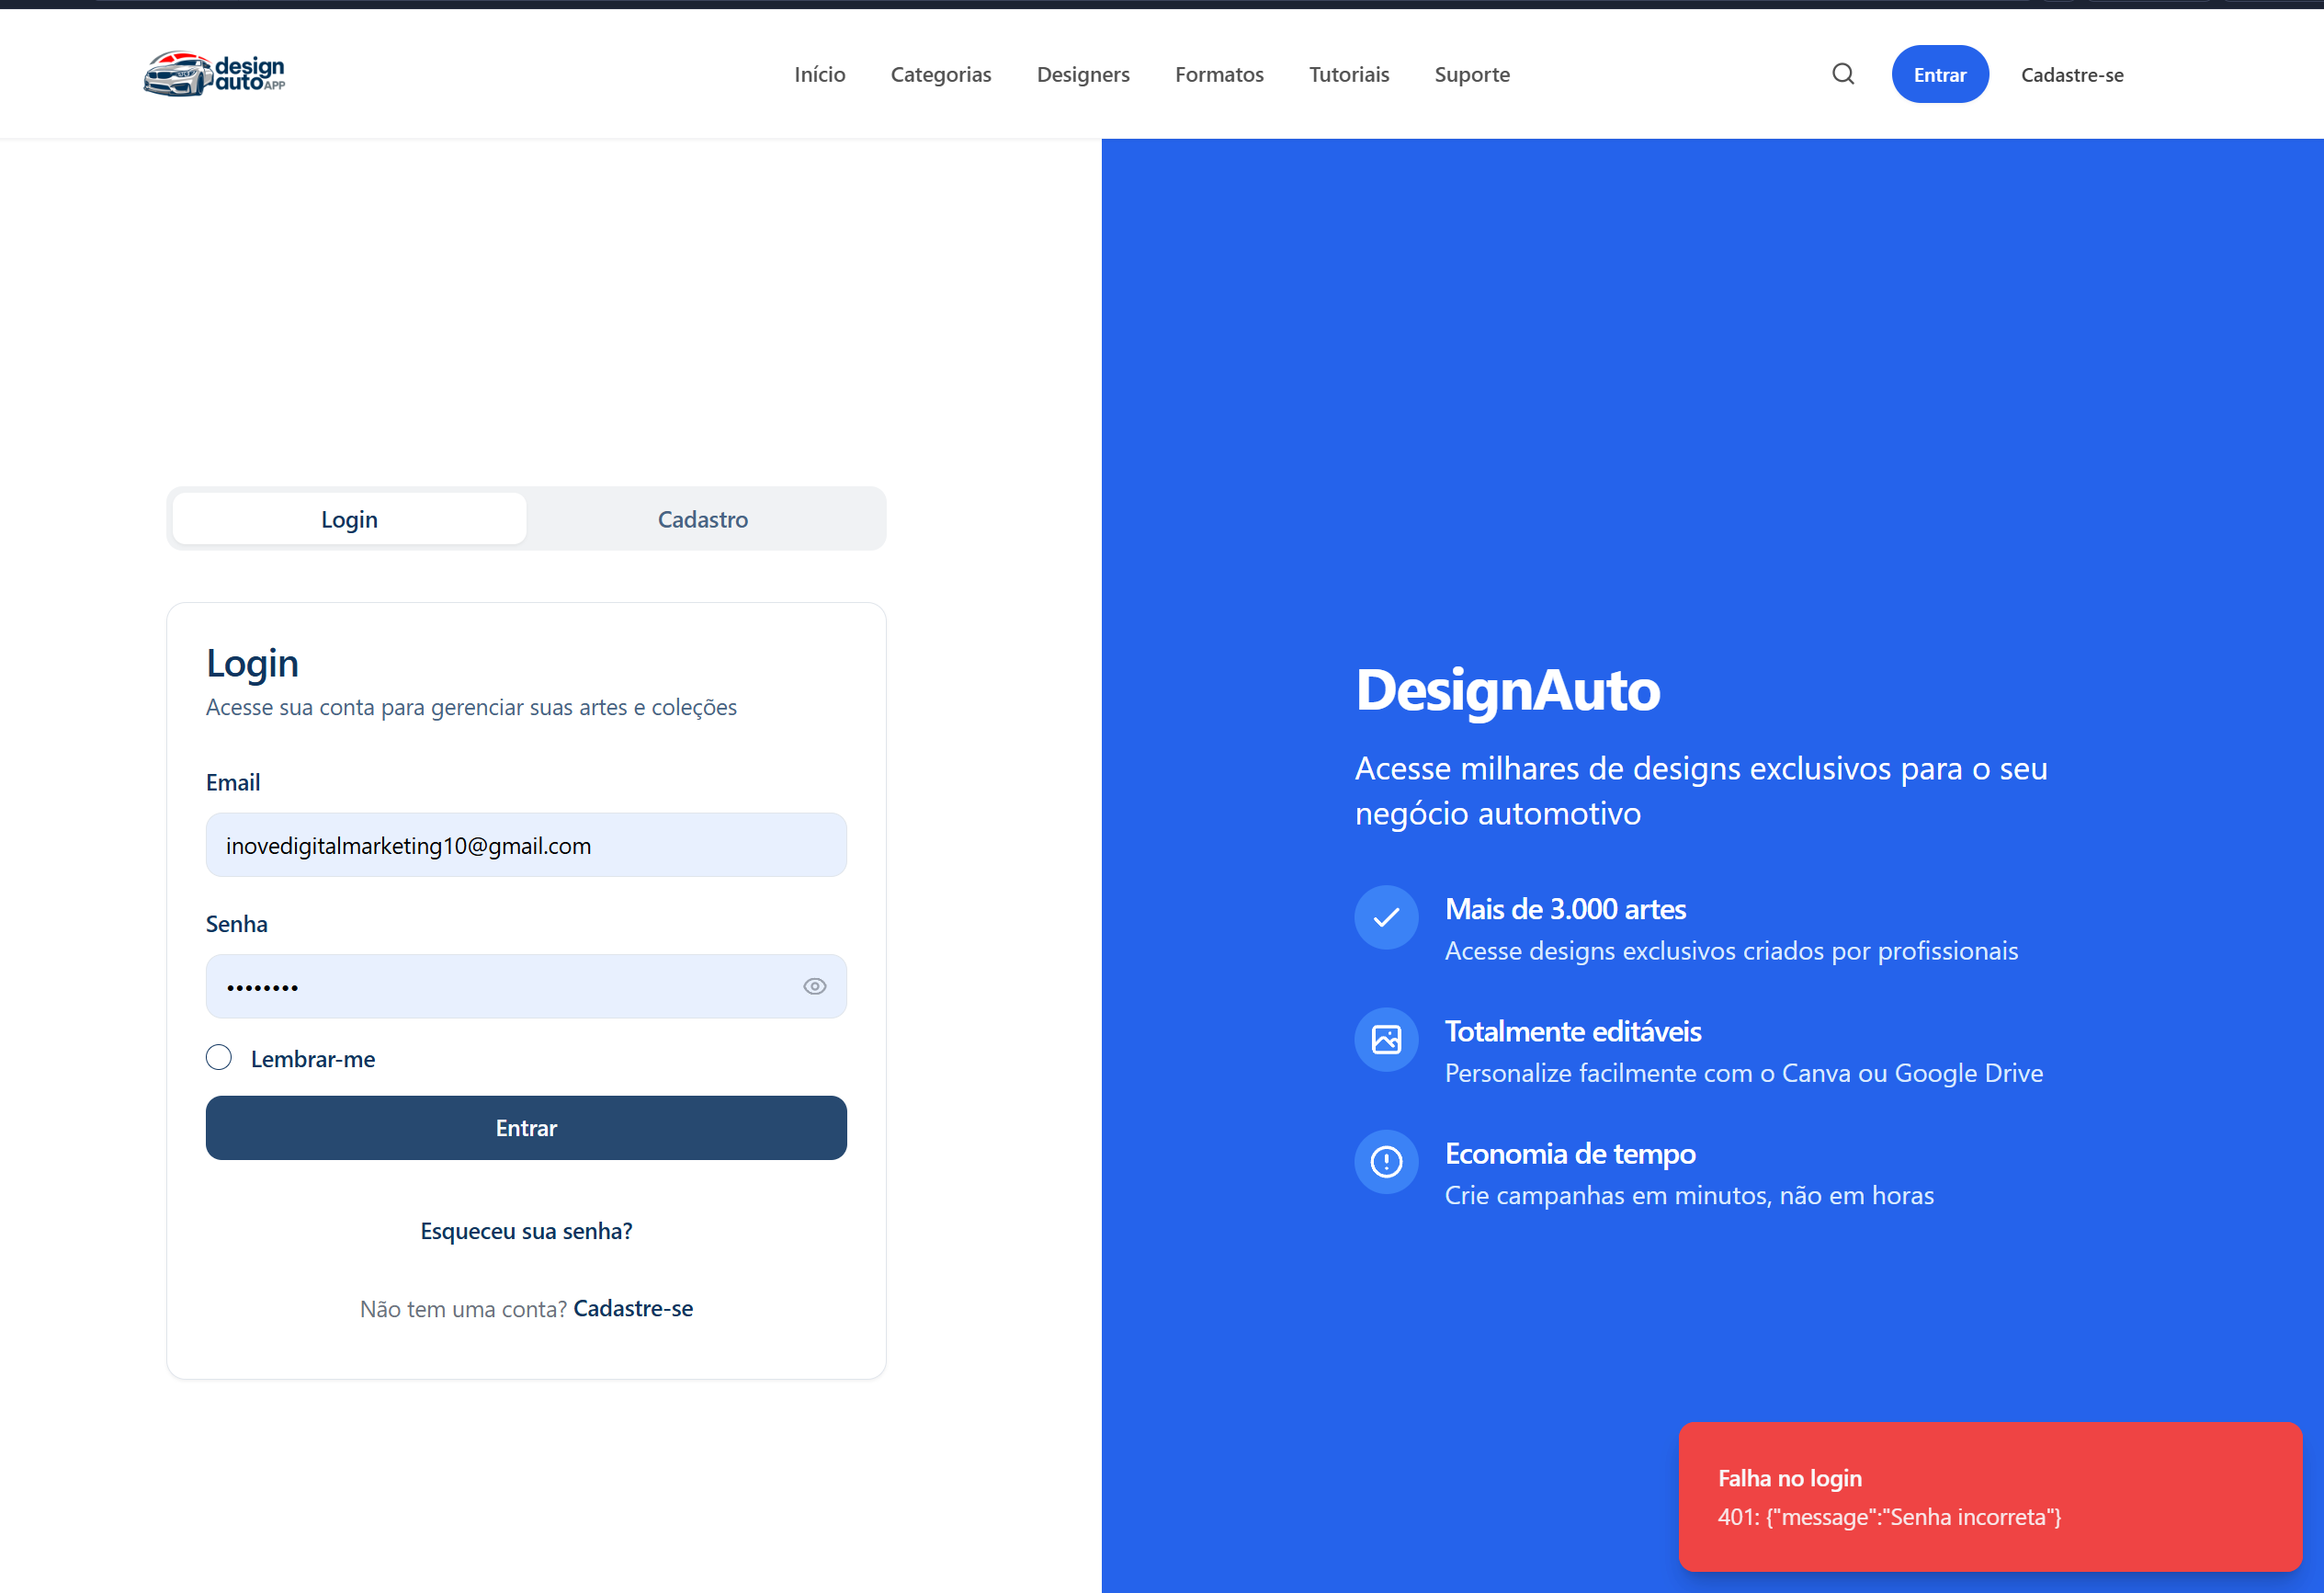 design
auto APP
Início
Categorias
Designers
Formatos
Tutoriais
Suporte
Entrar
Cadastre-se
Login
Cadastro
Login
Acesse sua conta para gerenciar suas artes e coleções
Email
inovedigitalmarketing10@gmail.com
Senha
••••••••
Lembrar-me
Entrar
Esqueceu sua senha?
Não tem uma conta? Cadastre-se
DesignAuto
Acesse milhares de designs exclusivos para o seu
negócio automotivo
Mais de 3.000 artes
Acesse designs exclusivos criados por profissionais
Totalmente editáveis
Personalize facilmente com o Canva ou Google Drive
Economia de tempo
Crie campanhas em minutos, não em horas
Falha no login
401: {"message":"Senha incorreta"}